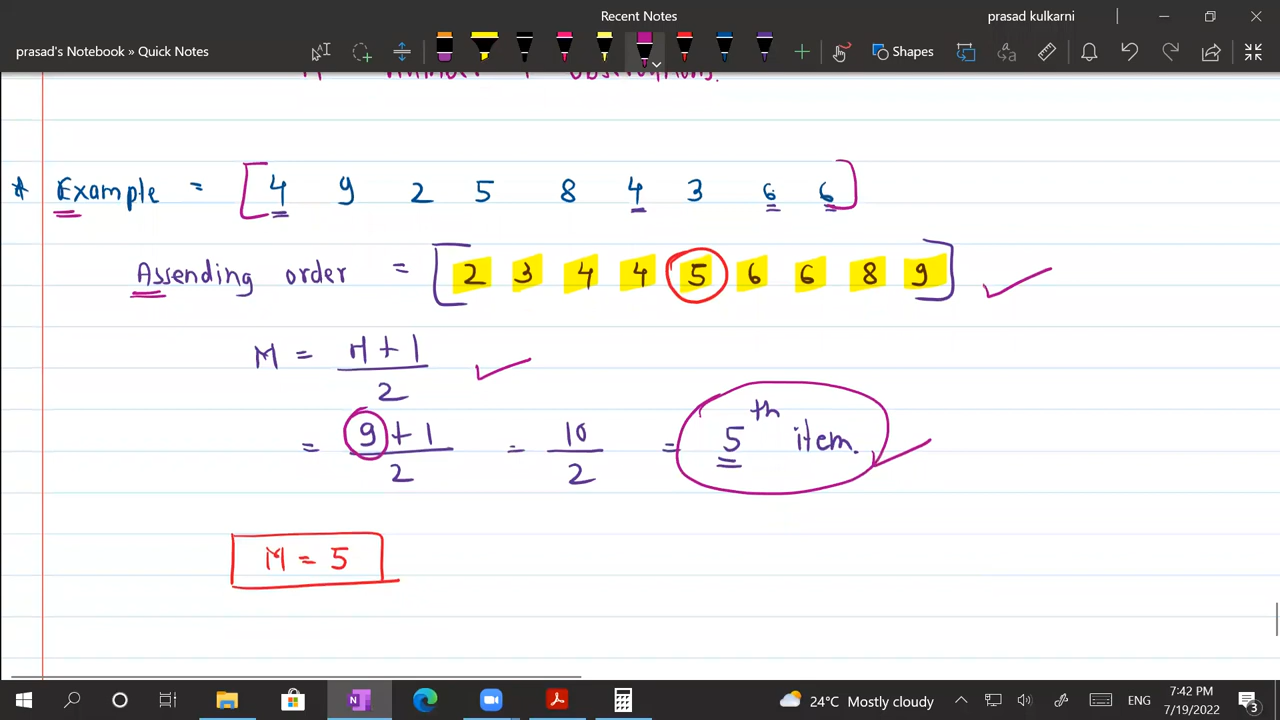 Recent Notes
prasad kulkarni
prasad's Notebook » Quick Notes
Shapes
* Example = [ 4 9 2 5 8 4 3 6 6 ]
Assending order = [ 2 3 4 4 5 6 6 8 9 ]
M = N + 1 / 2
= 9 + 1 / 2 = 10 / 2 = 5th item.
M = 5
24°C Mostly cloudy
ENG
7:42 PM
7/19/2022
3